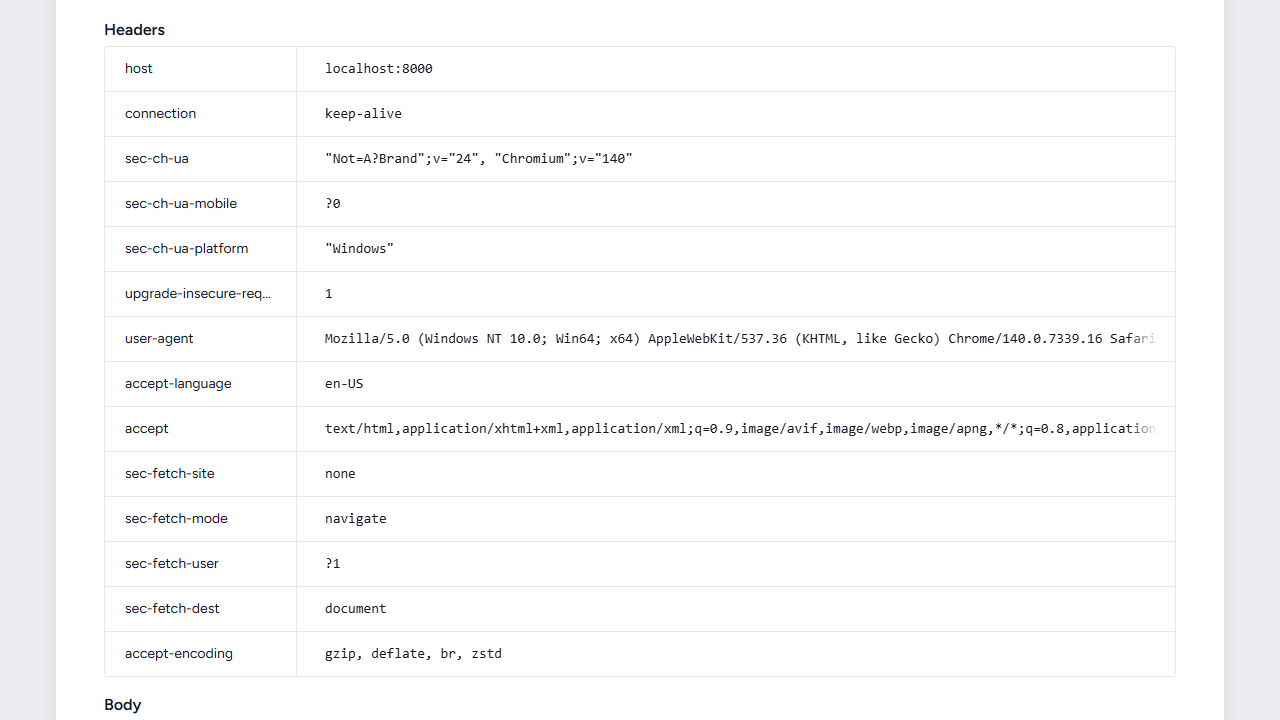 Headers
host localhost:8000
connection keep-alive
sec-ch-ua "Not=A?Brand";v="24", "Chromium";v="140"
sec-ch-ua-mobile ?0
sec-ch-ua-platform "Windows"
upgrade-insecure-req... 1
user-agent Mozilla/5.0 (Windows NT 10.0; Win64; x64) AppleWebKit/537.36 (KHTML, like Gecko) Chrome/140.0.7339.16 Safari
accept-language en-US
accept text/html,application/xhtml+xml,application/xml;q=0.9,image/avif,image/webp,image/apng,*/*;q=0.8,application
sec-fetch-site none
sec-fetch-mode navigate
sec-fetch-user ?1
sec-fetch-dest document
accept-encoding gzip, deflate, br, zstd
Body